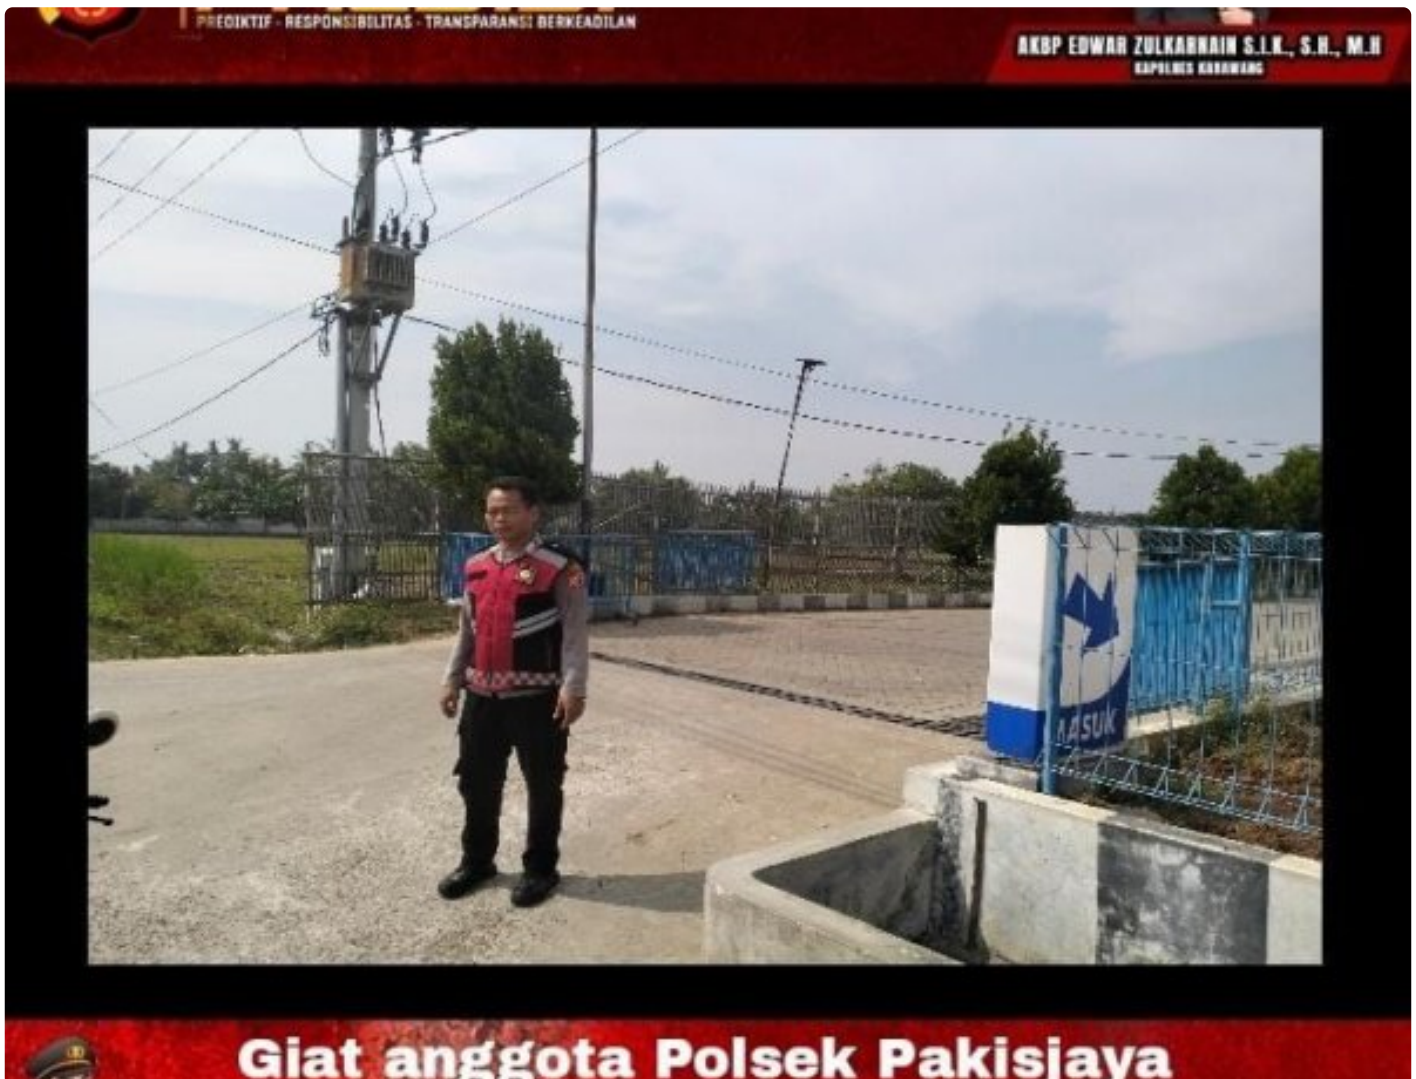 PREDIKTIF - RESPONSIBILITAS - TRANSPARANSI BERKEADILAN
AKBP EDWAR ZULKARNAIN S.I.K., S.H., M.H
KAPOLRES KARAWANG
MASUK
Giat anggota Polsek Pakisjaya